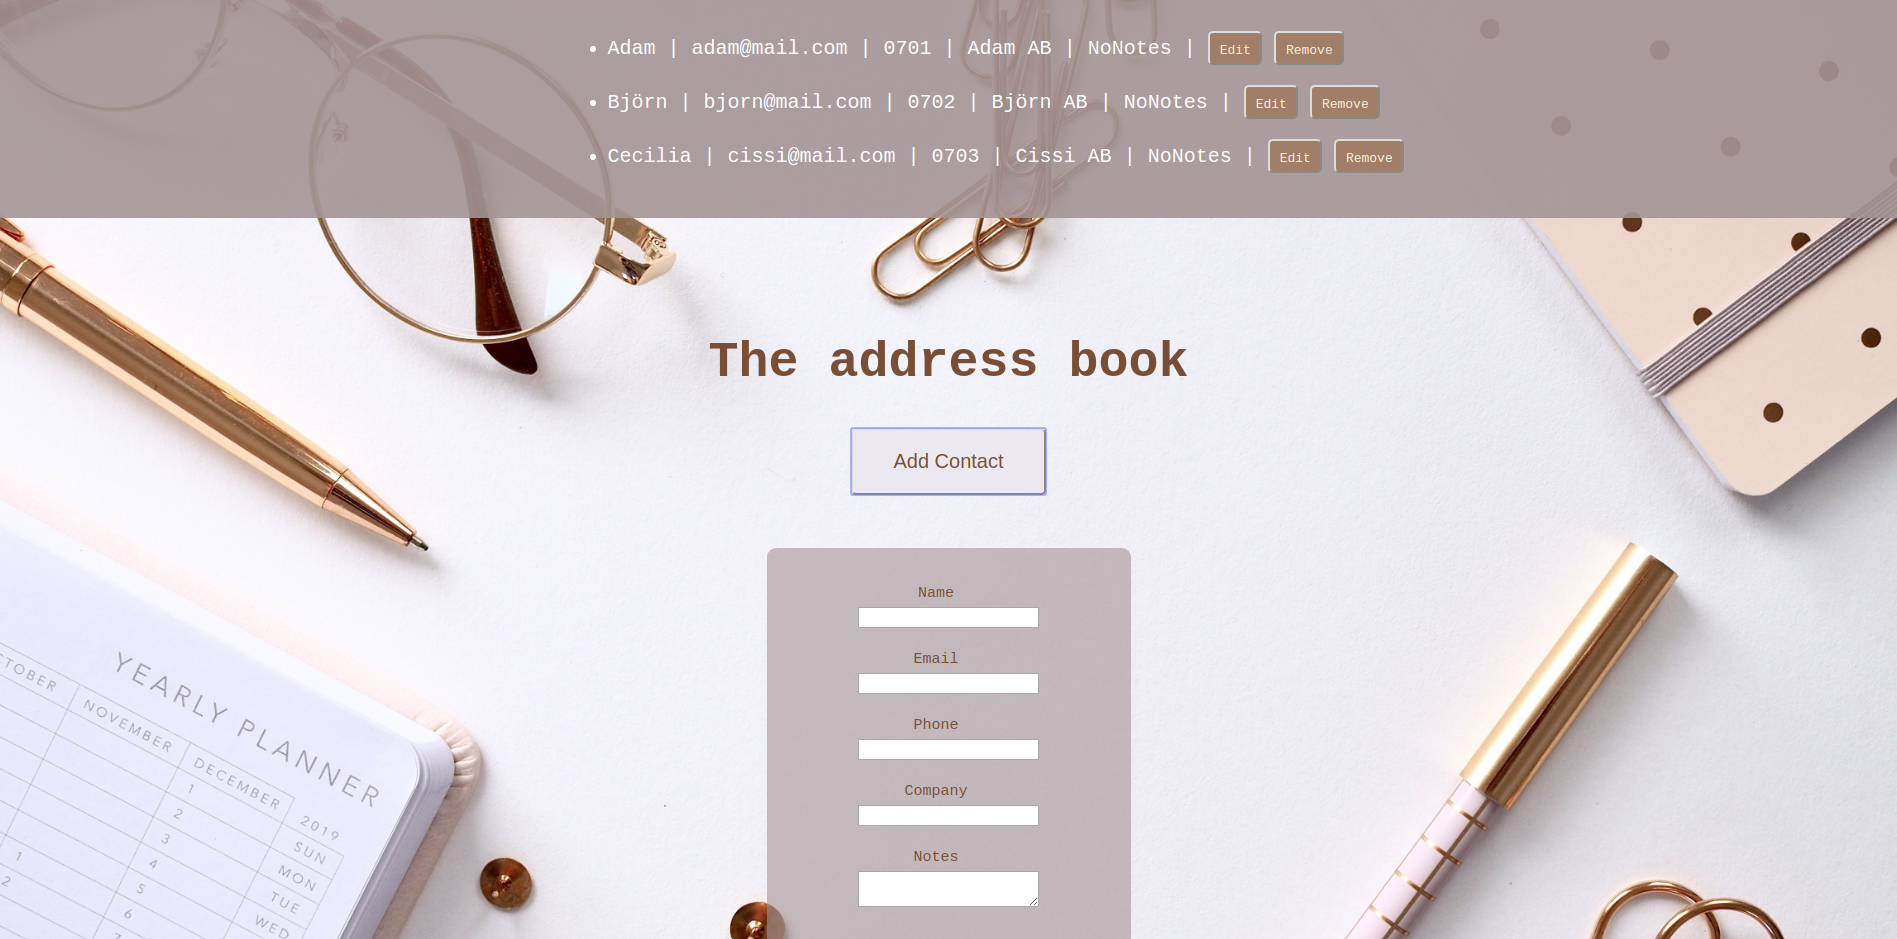 Adam | adam@mail.com | 0701 | Adam AB | NoNotes | Edit Remove
Björn | bjorn@mail.com | 0702 | Björn AB | NoNotes | Edit Remove
Cecilia | cissi@mail.com | 0703 | Cissi AB | NoNotes | Edit Remove
The address book
Add Contact
Name
Email
Phone
Company
Notes
YEARLY PLANNER
NOVEMBER
DECEMBER
2019
1
2
3
4
5
6
1
2
SUN
MON
TUE
WED